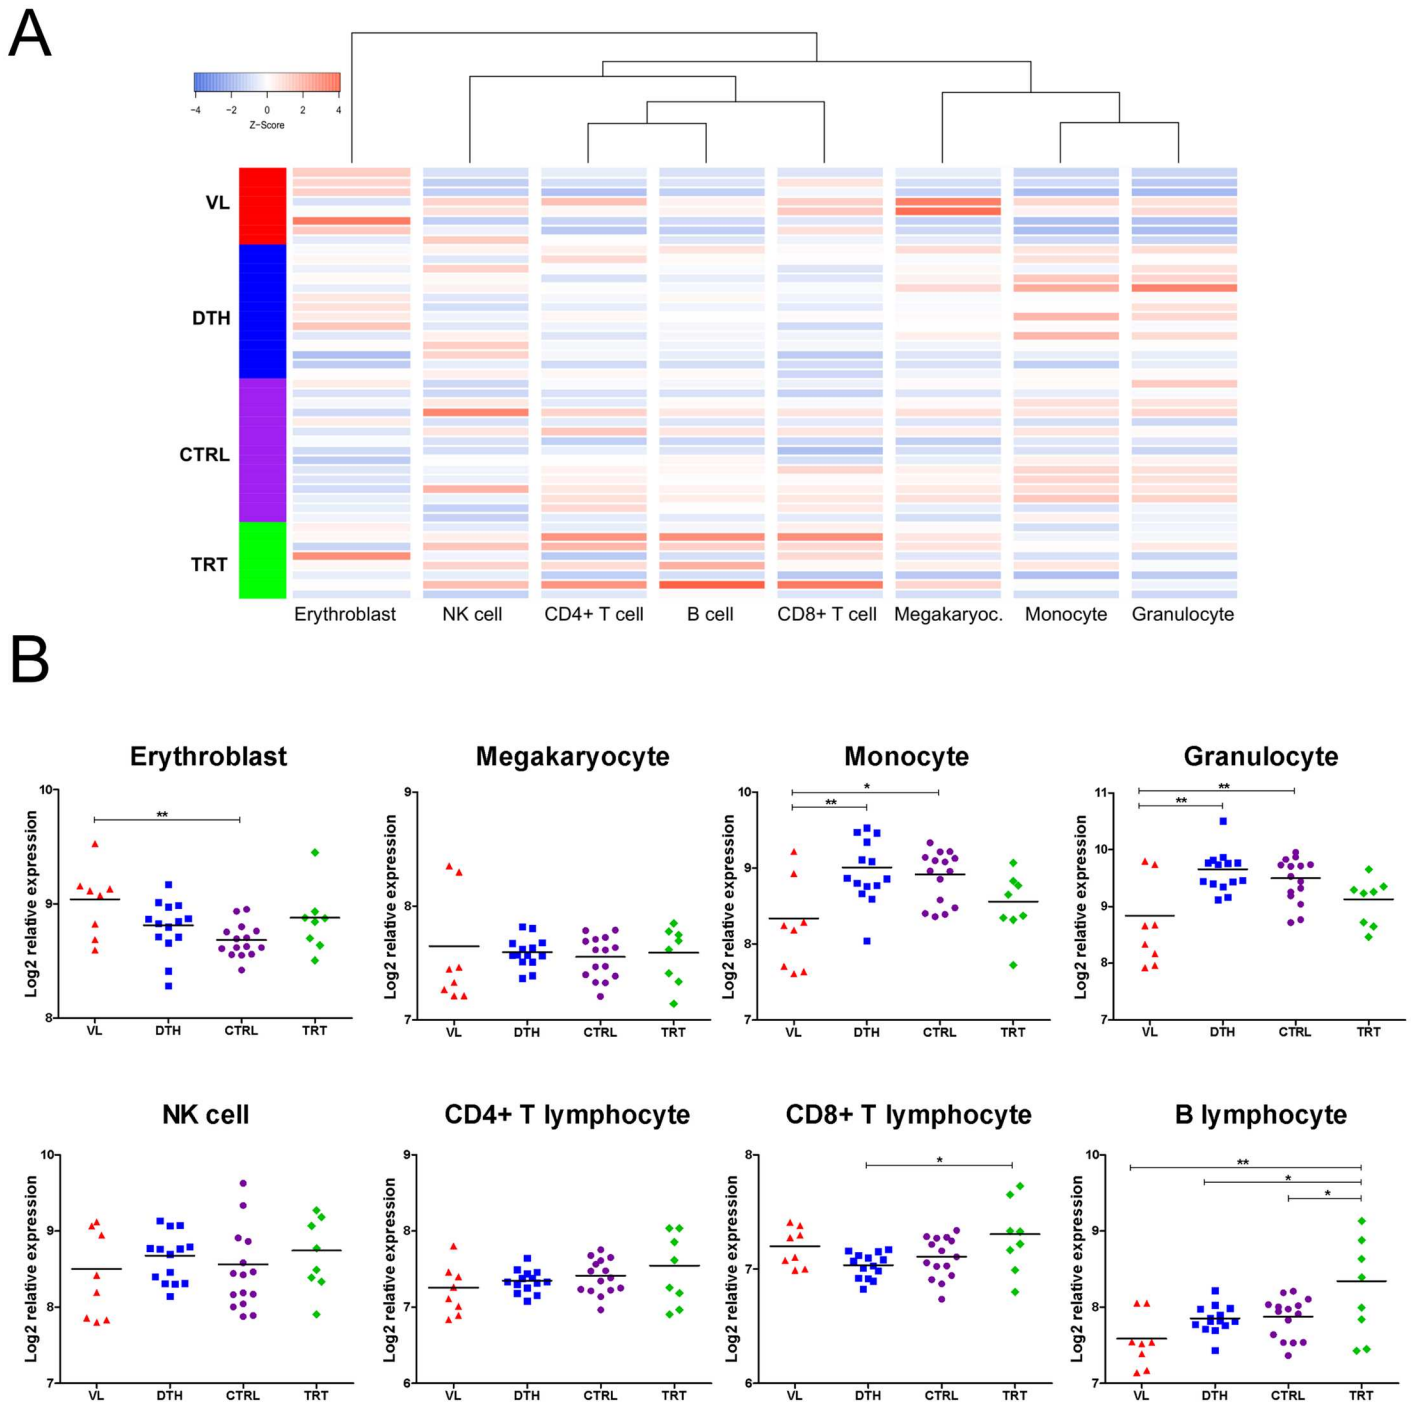 A
-4 -2 0 2 4
Z-Score
VL
DTH
CTRL
TRT
Erythroblast NK cell CD4+ T cell B cell CD8+ T cell Megakaryoc. Monocyte Granulocyte
B
Erythroblast
Log2 relative expression
10
9
8
**
VL DTH CTRL TRT
Megakaryocyte
Log2 relative expression
9
8
7
VL DTH CTRL TRT
Monocyte
Log2 relative expression
10
9
8
7
*
**
VL DTH CTRL TRT
Granulocyte
Log2 relative expression
11
10
9
8
7
**
**
VL DTH CTRL TRT
NK cell
Log2 relative expression
10
9
8
7
VL DTH CTRL TRT
CD4+ T lymphocyte
Log2 relative expression
9
8
7
6
VL DTH CTRL TRT
CD8+ T lymphocyte
Log2 relative expression
8
7
6
*
VL DTH CTRL TRT
B lymphocyte
Log2 relative expression
10
9
8
7
**
*
*
VL DTH CTRL TRT